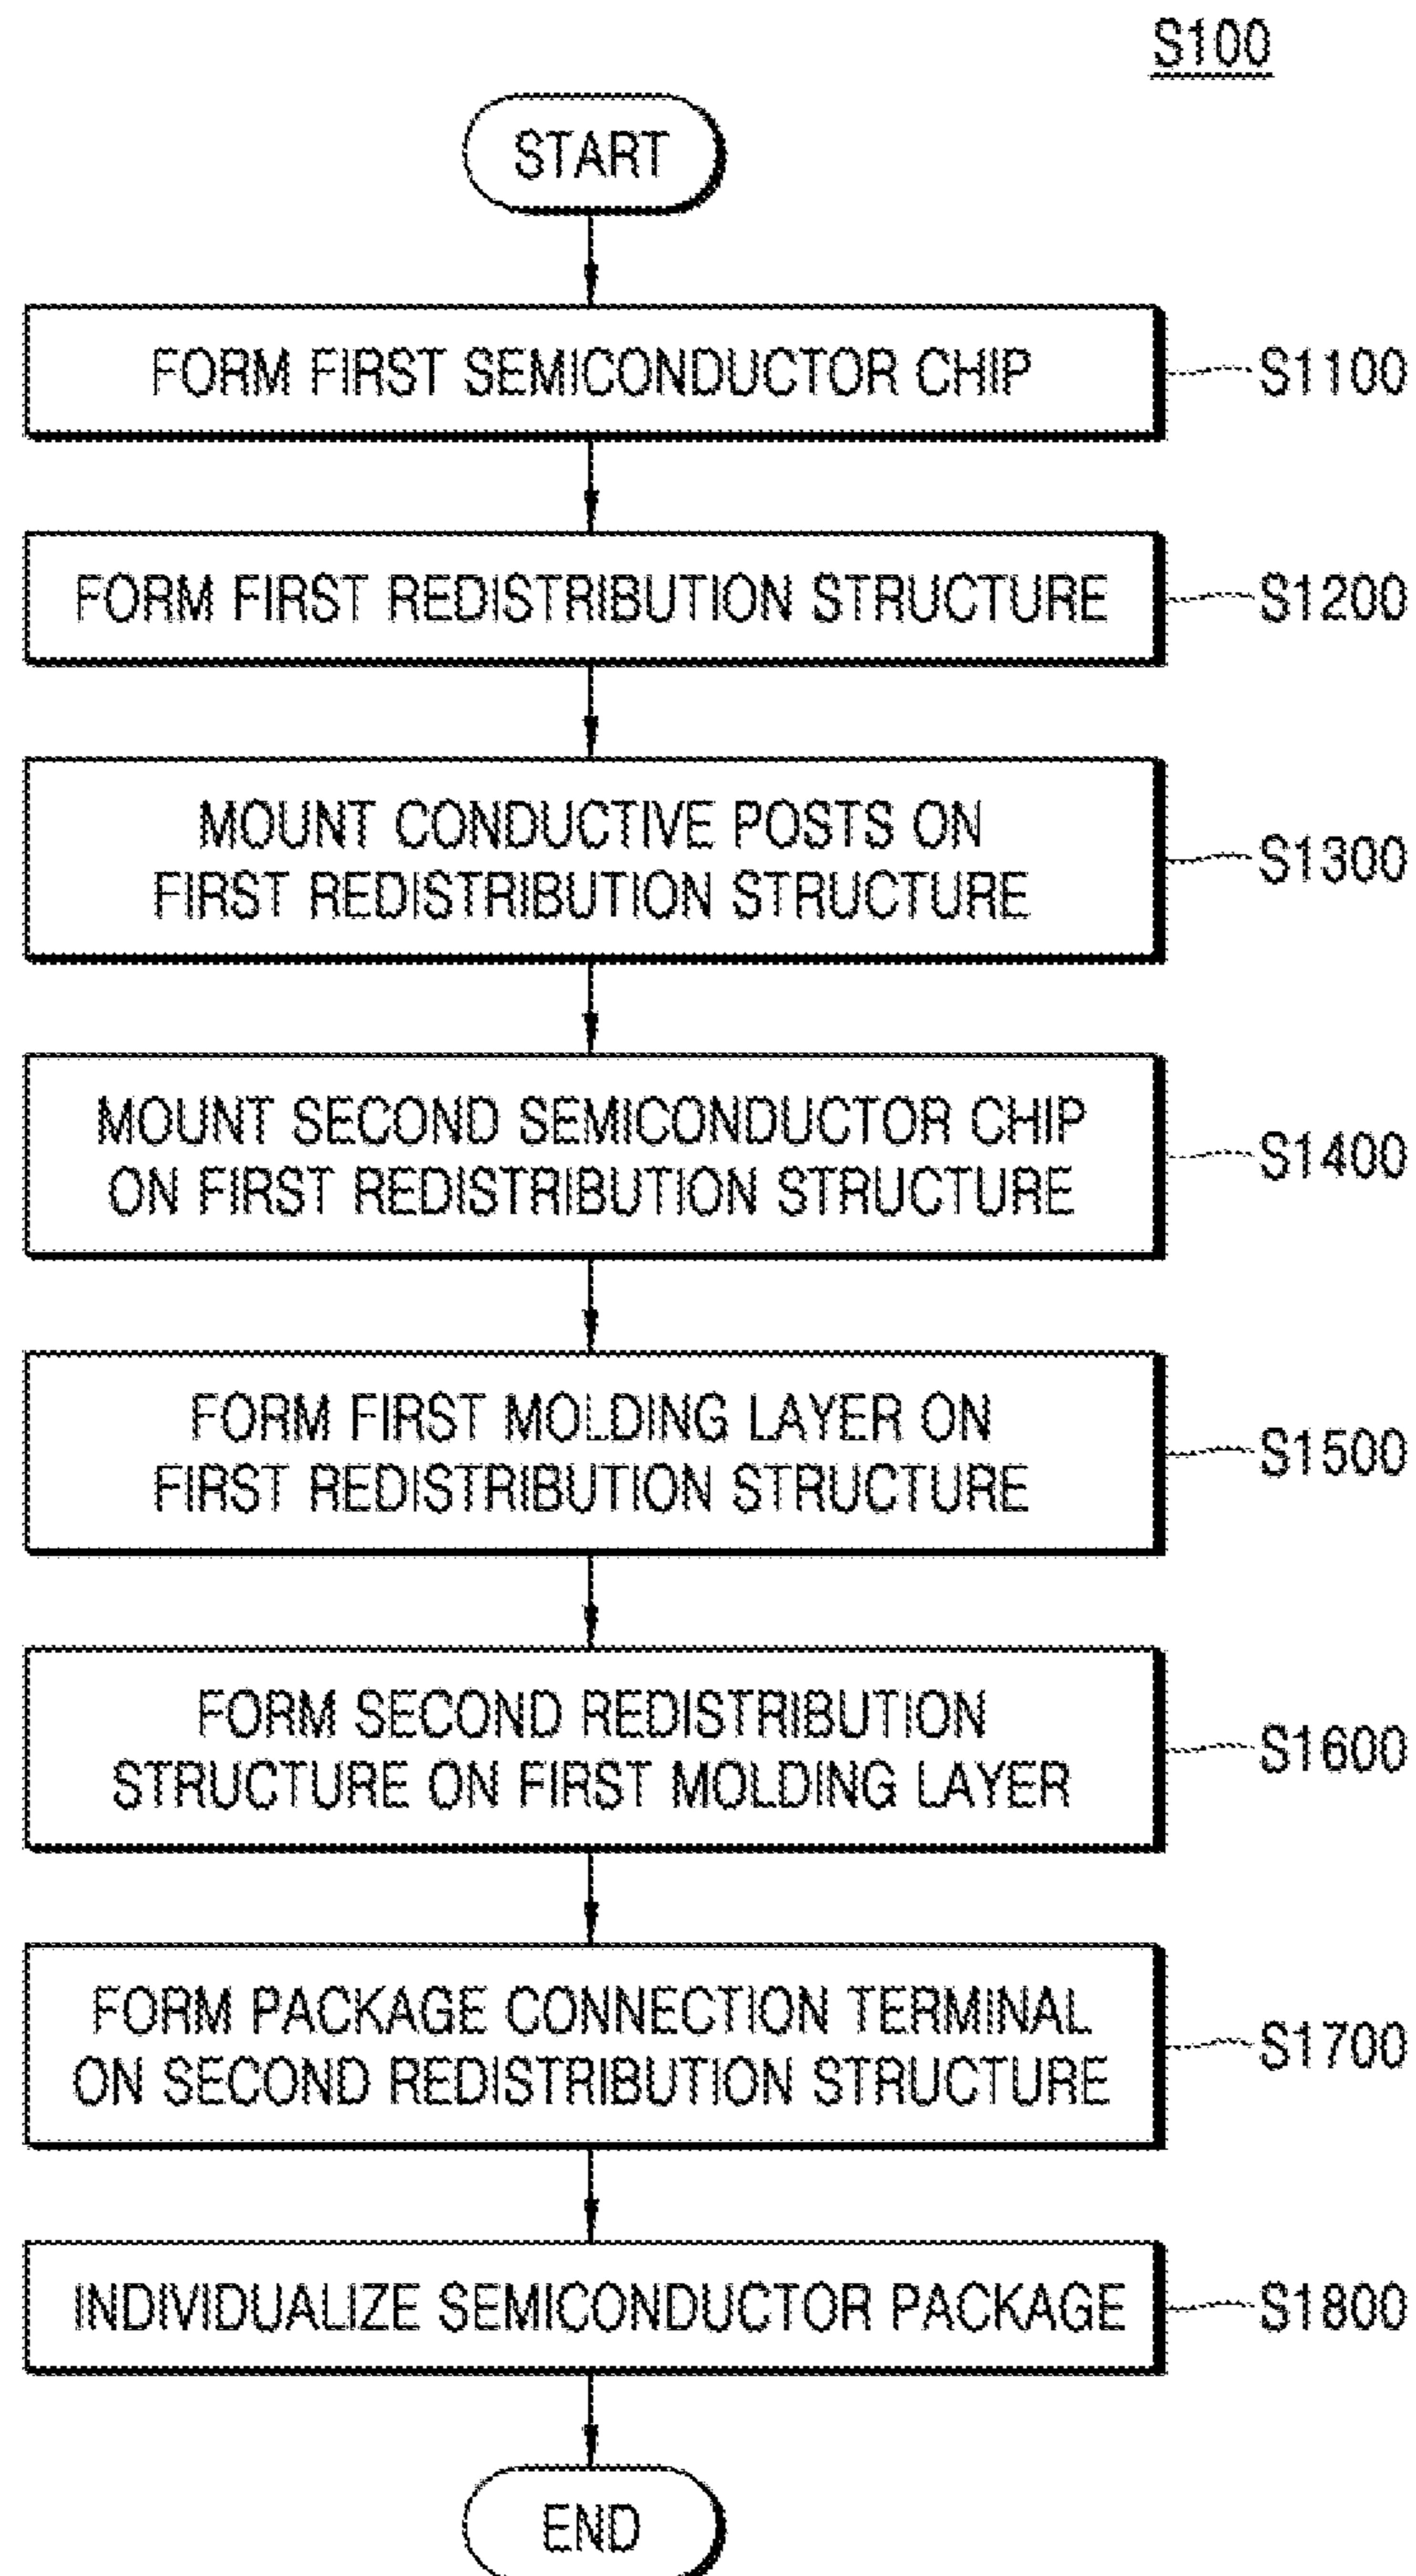 S100
START
FORM FIRST SEMICONDUCTOR CHIP
S1100
FORM FIRST REDISTRIBUTION STRUCTURE
S1200
MOUNT CONDUCTIVE POSTS ON
FIRST REDISTRIBUTION STRUCTURE
S1300
MOUNT SECOND SEMICONDUCTOR CHIP
ON FIRST REDISTRIBUTION STRUCTURE
S1400
FORM FIRST MOLDING LAYER ON
FIRST REDISTRIBUTION STRUCTURE
S1500
FORM SECOND REDISTRIBUTION
STRUCTURE ON FIRST MOLDING LAYER
S1600
FORM PACKAGE CONNECTION TERMINAL
ON SECOND REDISTRIBUTION STRUCTURE
S1700
INDIVIDUALIZE SEMICONDUCTOR PACKAGE
S1800
END